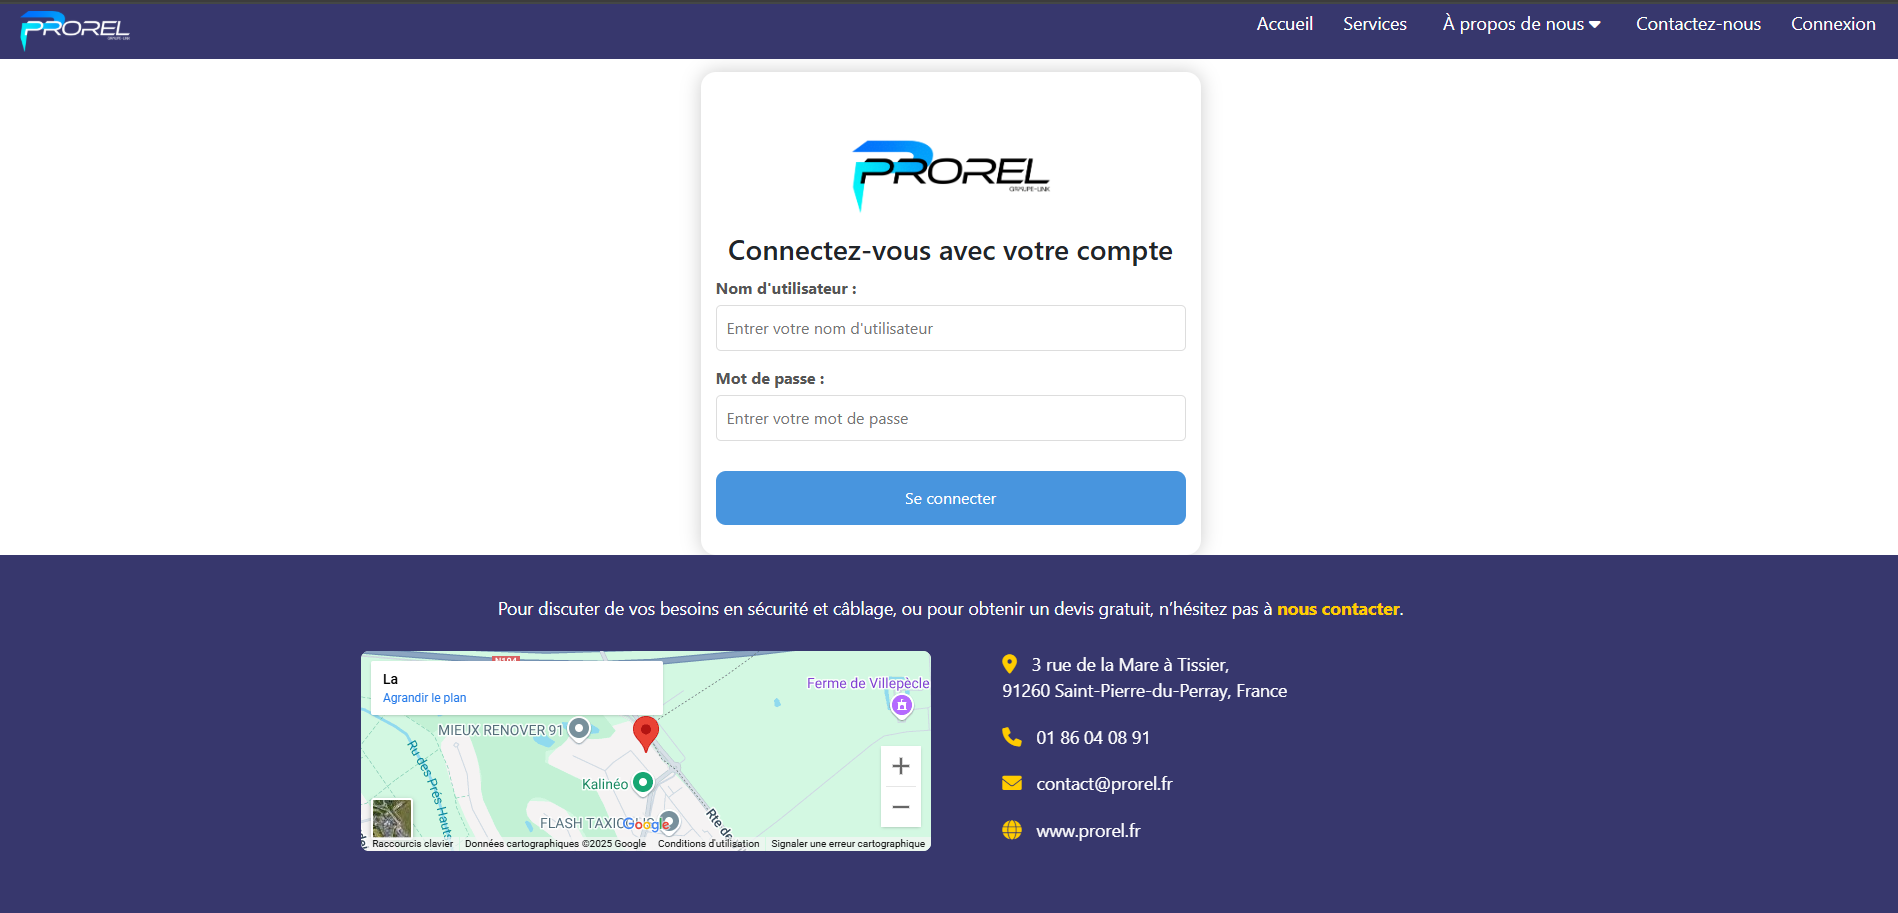 PROREL
GROUPE-LINK
Accueil Services À propos de nous Contactez-nous Connexion
PROREL
GROUPE-LINK
Connectez-vous avec votre compte
Nom d'utilisateur :
Entrer votre nom d'utilisateur
Mot de passe :
Entrer votre mot de passe
Se connecter
Pour discuter de vos besoins en sécurité et câblage, ou pour obtenir un devis gratuit, n’hésitez pas à nous contacter.
N104
La
Agrandir le plan
Ferme de Villepècle
MIEUX RENOVER 91
Ru des Prés Hauts
Kalinéo
FLASH TAXI
Google
Rte de
Raccourcis clavier Données cartographiques ©2025 Google Conditions d'utilisation Signaler une erreur cartographique
3 rue de la Mare à Tissier,
91260 Saint-Pierre-du-Perray, France
01 86 04 08 91
contact@prorel.fr
www.prorel.fr